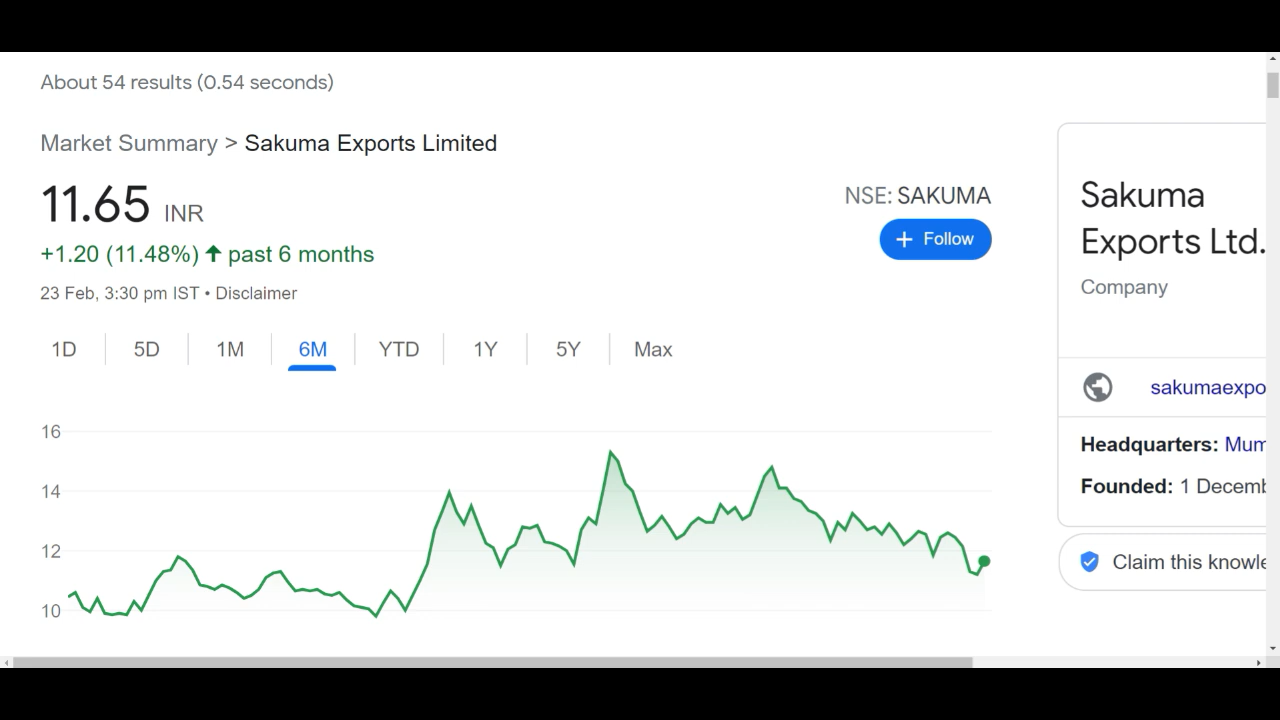 About 54 results (0.54 seconds)
Market Summary > Sakuma Exports Limited
11.65 INR
+1.20 (11.48%) ↑ past 6 months
23 Feb, 3:30 pm IST • Disclaimer
NSE: SAKUMA
+ Follow
1D 5D 1M 6M YTD 1Y 5Y Max
16
14
12
10
Sakuma
Exports Ltd.
Company
sakumaexpo
Headquarters: Mum
Founded: 1 Decemb
Claim this knowle